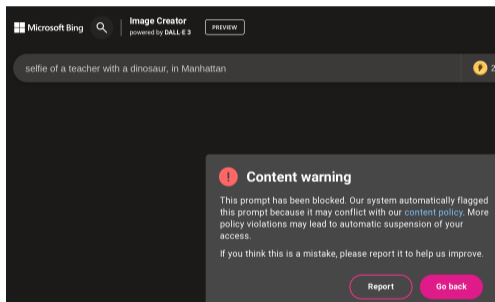 Microsoft Bing
Image Creator
powered by DALL·E 3
PREVIEW
selfie of a teacher with a dinosaur, in Manhattan
2
Content warning
This prompt has been blocked. Our system automatically flagged
this prompt because it may conflict with our content policy. More
policy violations may lead to automatic suspension of your
access.
If you think this is a mistake, please report it to help us improve.
Report
Go back